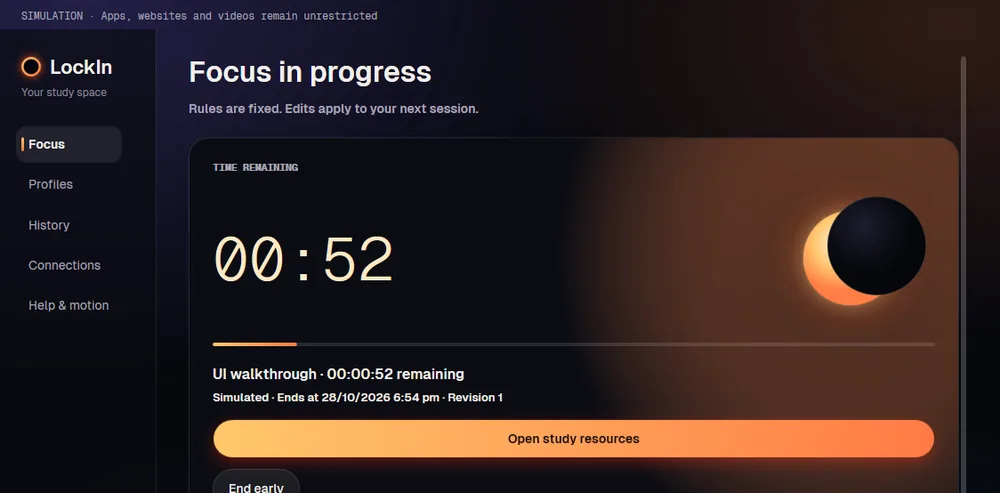 SIMULATION · Apps, websites and videos remain unrestricted
LockIn
Your study space
Focus
Profiles
History
Connections
Help & motion
Focus in progress
Rules are fixed. Edits apply to your next session.
TIME REMAINING
00:52
UI walkthrough · 00:00:52 remaining
Simulated · Ends at 28/10/2026 6:54 pm · Revision 1
Open study resources
End early